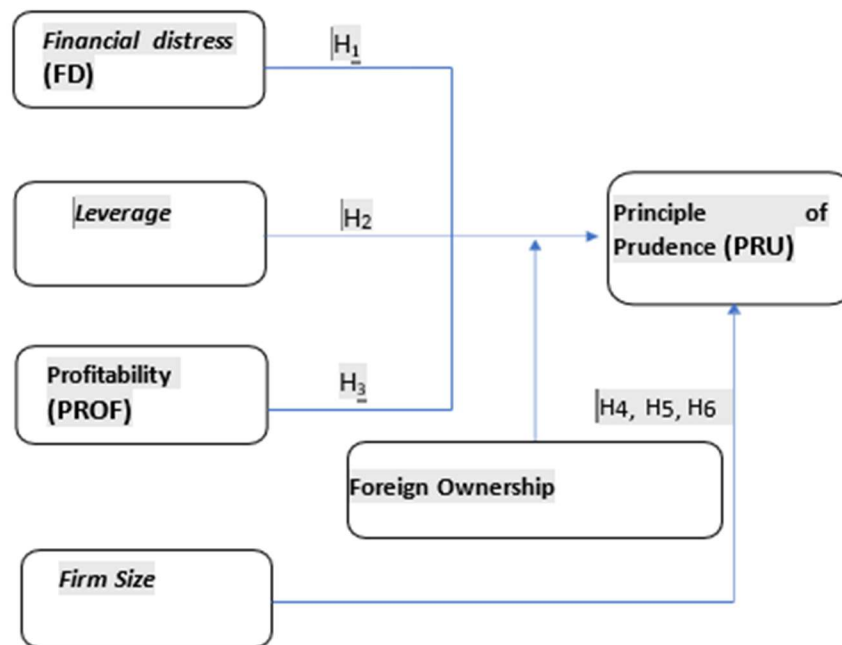 Financial distress
(FD)
H1
Leverage
H2
Principle of
Prudence (PRU)
Profitability
(PROF)
H3
H4, H5, H6
Foreign Ownership
Firm Size